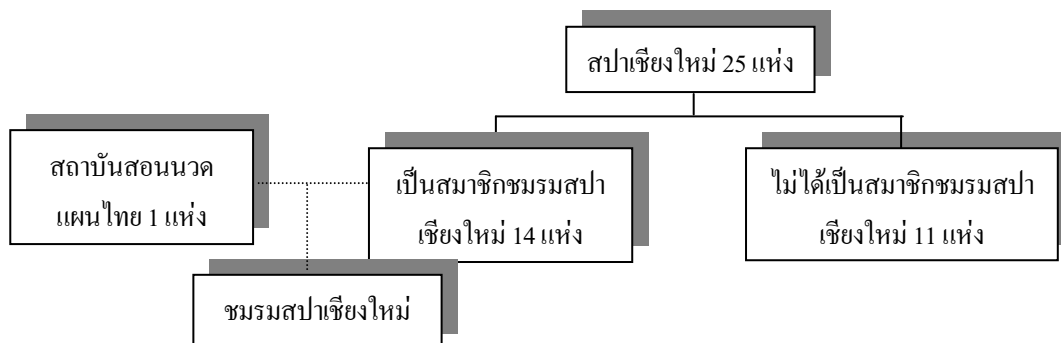 สปาเชียงใหม่ 25 แห่ง
สถาบันสอนนวด
แผนไทย 1 แห่ง
เป็นสมาชิกชมรมสปา
เชียงใหม่ 14 แห่ง
ไม่ได้เป็นสมาชิกชมรมสปา
เชียงใหม่ 11 แห่ง
ชมรมสปาเชียงใหม่